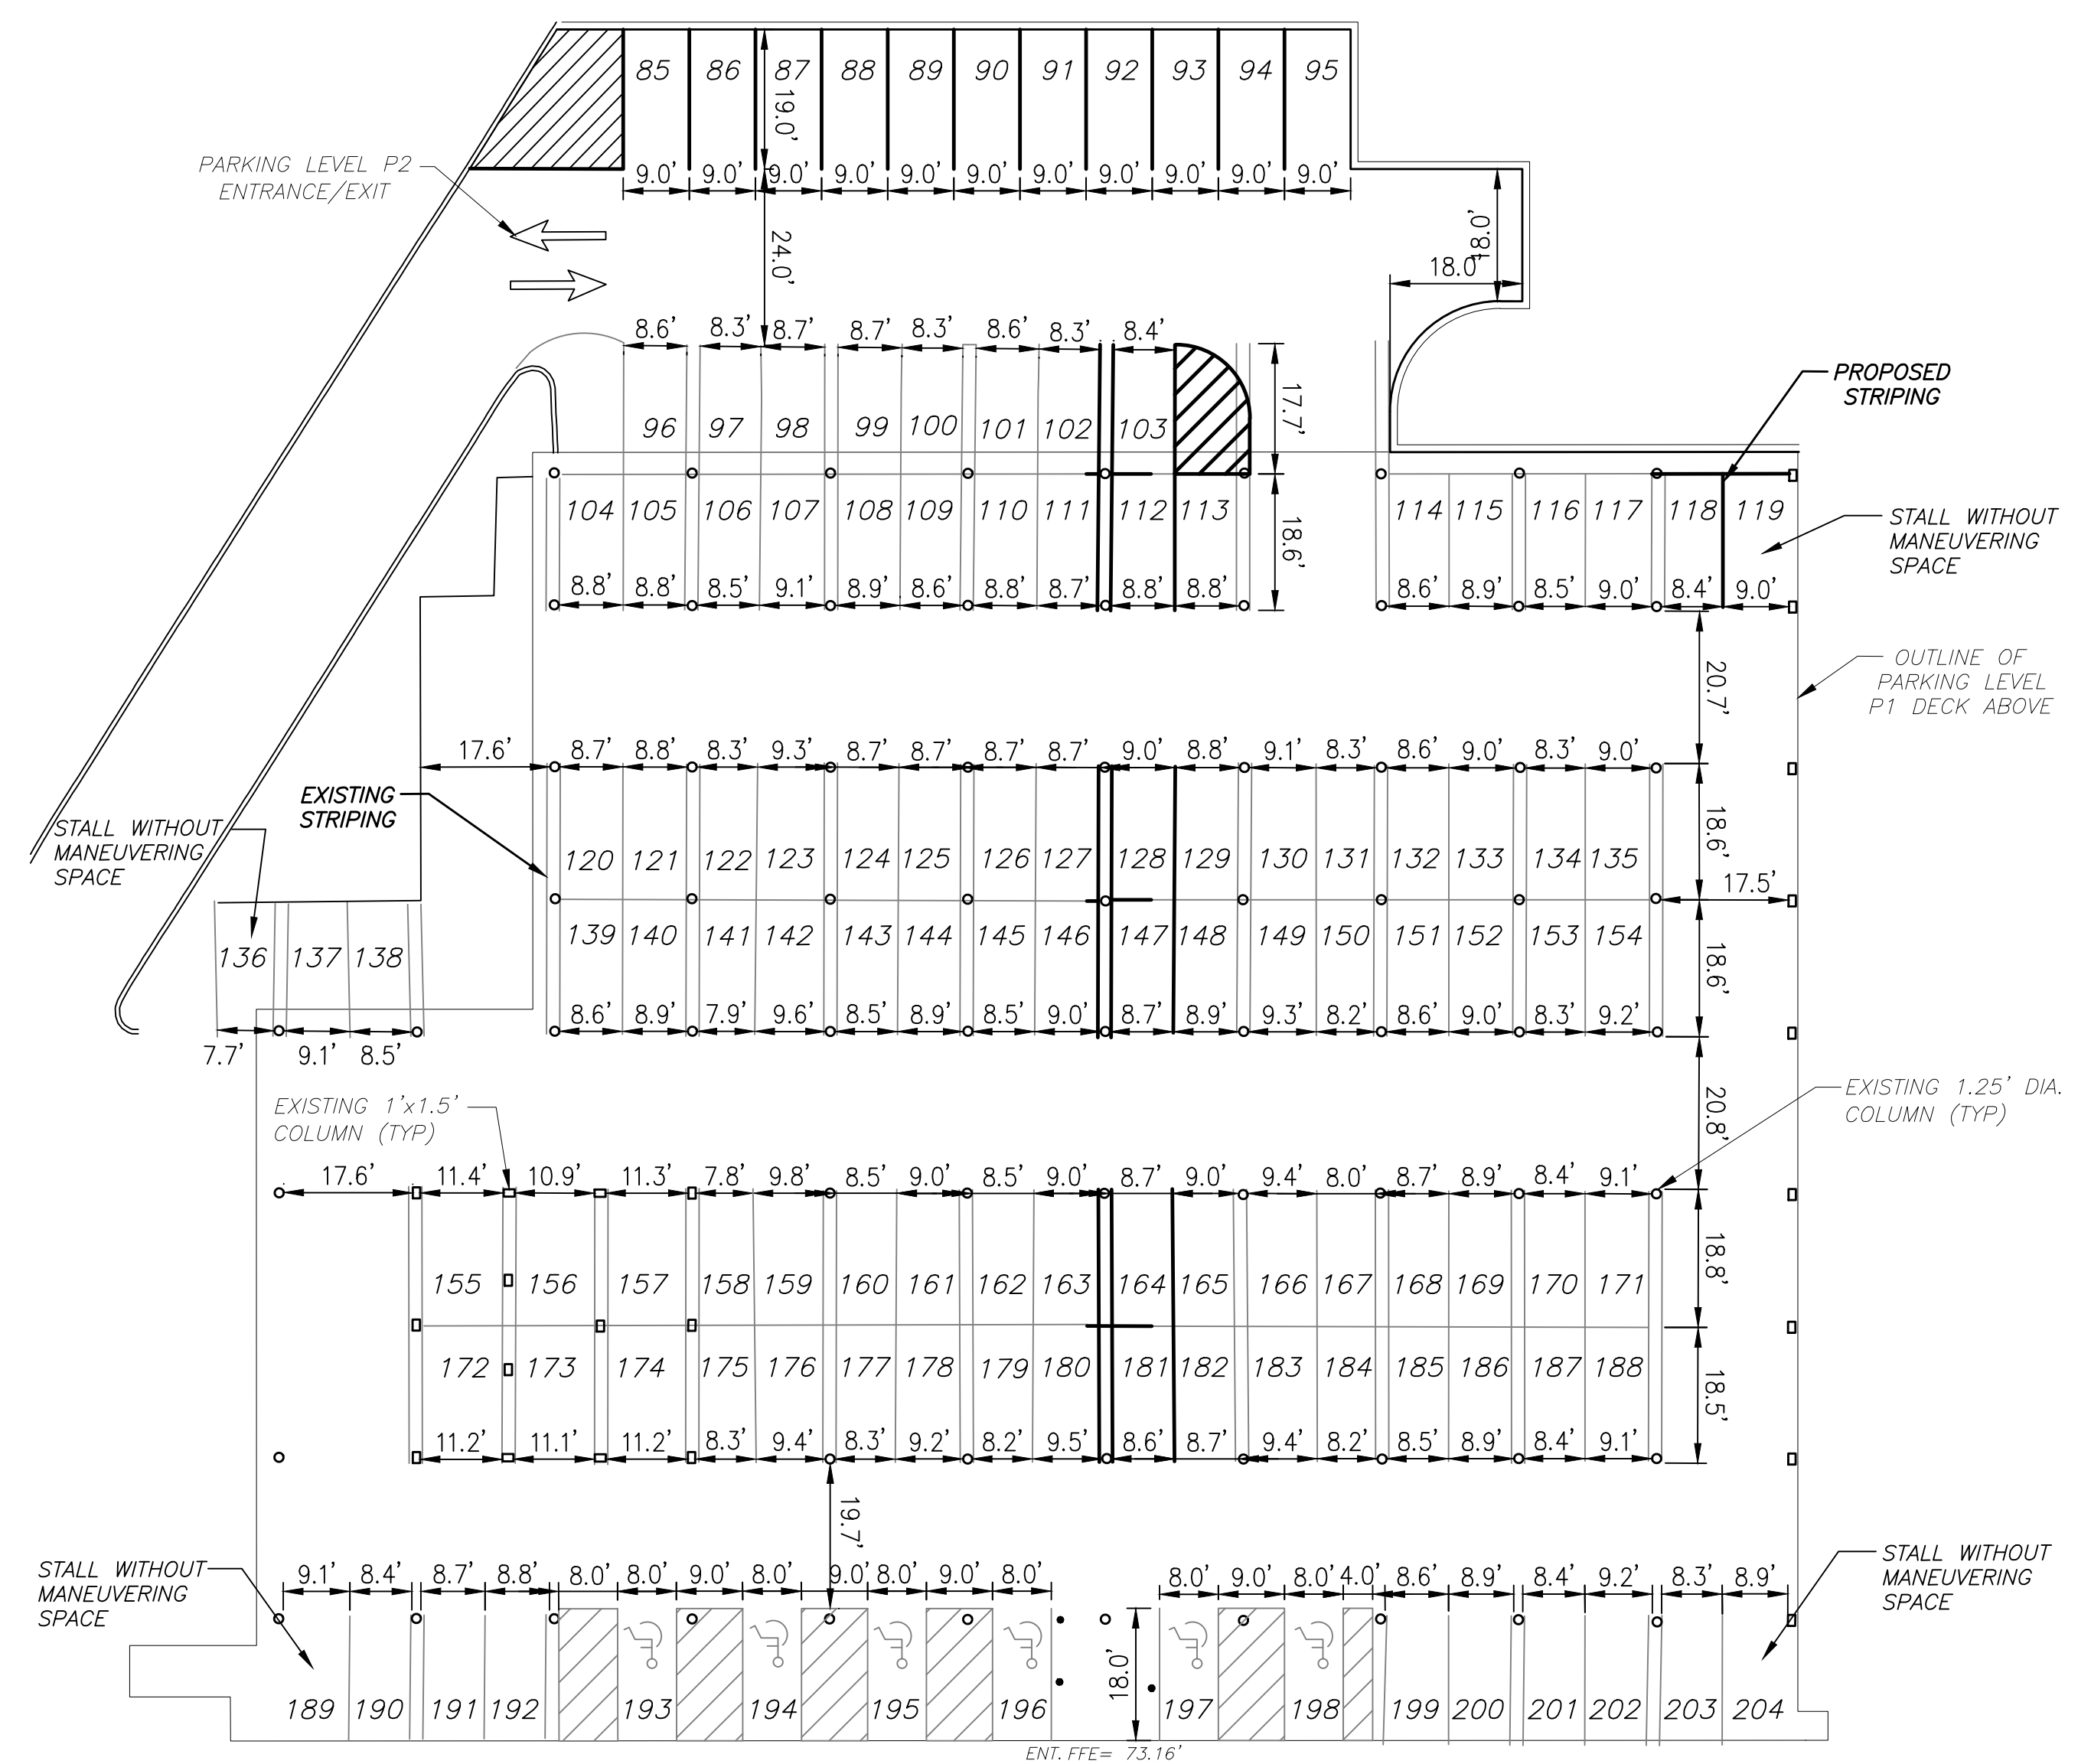 85 86 87 88 89 90 91 92 93 94 95
19.0'
PARKING LEVEL P2
ENTRANCE/EXIT
9.0' 9.0' 9.0' 9.0' 9.0' 9.0' 9.0' 9.0' 9.0' 9.0' 9.0'
24.0'
18.0'
18.0'
8.6' 8.3' 8.7' 8.7' 8.3' 8.6' 8.3' 8.4'
17.7'
PROPOSED
STRIPING
96 97 98 99 100 101 102 103
104 105 106 107 108 109 110 111 112 113 114 115 116 117 118 119
18.6'
STALL WITHOUT
MANEUVERING
SPACE
8.8' 8.8' 8.5' 9.1' 8.9' 8.6' 8.8' 8.7' 8.8' 8.8' 8.6' 8.9' 8.5' 9.0' 8.4' 9.0'
OUTLINE OF
PARKING LEVEL
P1 DECK ABOVE
20.7'
17.6' 8.7' 8.8' 8.3' 9.3' 8.7' 8.7' 8.7' 8.7' 9.0' 8.8' 9.1' 8.3' 8.6' 9.0' 8.3' 9.0'
EXISTING
STRIPING
STALL WITHOUT
MANEUVERING
SPACE
18.6'
120 121 122 123 124 125 126 127 128 129 130 131 132 133 134 135
17.5'
136 137 138
139 140 141 142 143 144 145 146 147 148 149 150 151 152 153 154
18.6'
8.6' 8.9' 7.9' 9.6' 8.5' 8.9' 8.5' 9.0' 8.7' 8.9' 9.3' 8.2' 8.6' 9.0' 8.3' 9.2'
7.7' 9.1' 8.5'
EXISTING 1'x1.5'
COLUMN (TYP)
20.8'
EXISTING 1.25' DIA.
COLUMN (TYP)
17.6' 11.4' 10.9' 11.3' 7.8' 9.8' 8.5' 9.0' 8.5' 9.0' 8.7' 9.0' 9.4' 8.0' 8.7' 8.9' 8.4' 9.1'
18.8'
155 156 157 158 159 160 161 162 163 164 165 166 167 168 169 170 171
172 173 174 175 176 177 178 179 180 181 182 183 184 185 186 187 188
18.5'
11.2' 11.1' 11.2' 8.3' 9.4' 8.3' 9.2' 8.2' 9.5' 8.6' 8.7' 9.4' 8.2' 8.5' 8.9' 8.4' 9.1'
19.7'
STALL WITHOUT
MANEUVERING
SPACE
STALL WITHOUT
MANEUVERING
SPACE
9.1' 8.4' 8.7' 8.8' 8.0' 8.0' 9.0' 8.0' 9.0' 8.0' 9.0' 8.0' 8.0' 9.0' 8.0' 4.0' 8.6' 8.9' 8.4' 9.2' 8.3' 8.9'
18.0'
189 190 191 192 193 194 195 196 197 198 199 200 201 202 203 204
ENT. FFE= 73.16'